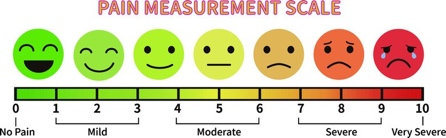 PAIN MEASUREMENT SCALE
0 1 2 3 4 5 6 7 8 9 10
No Pain Mild Moderate Severe Very Severe